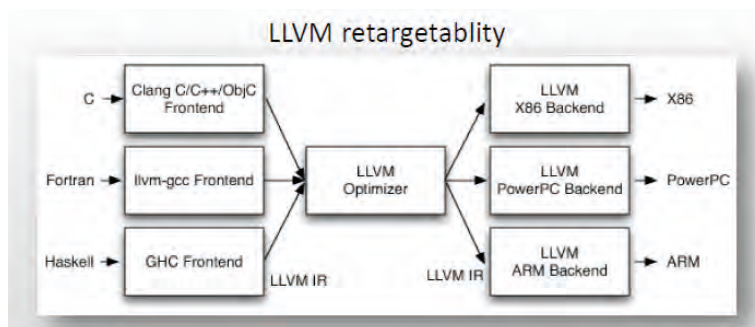 LLVM retargetablity
C
Clang C/C++/ObjC
Frontend
LLVM
X86 Backend
X86
Fortran
llvm-gcc Frontend
LLVM
Optimizer
LLVM
PowerPC Backend
PowerPC
Haskell
GHC Frontend
LLVM IR
LLVM IR
LLVM
ARM Backend
ARM